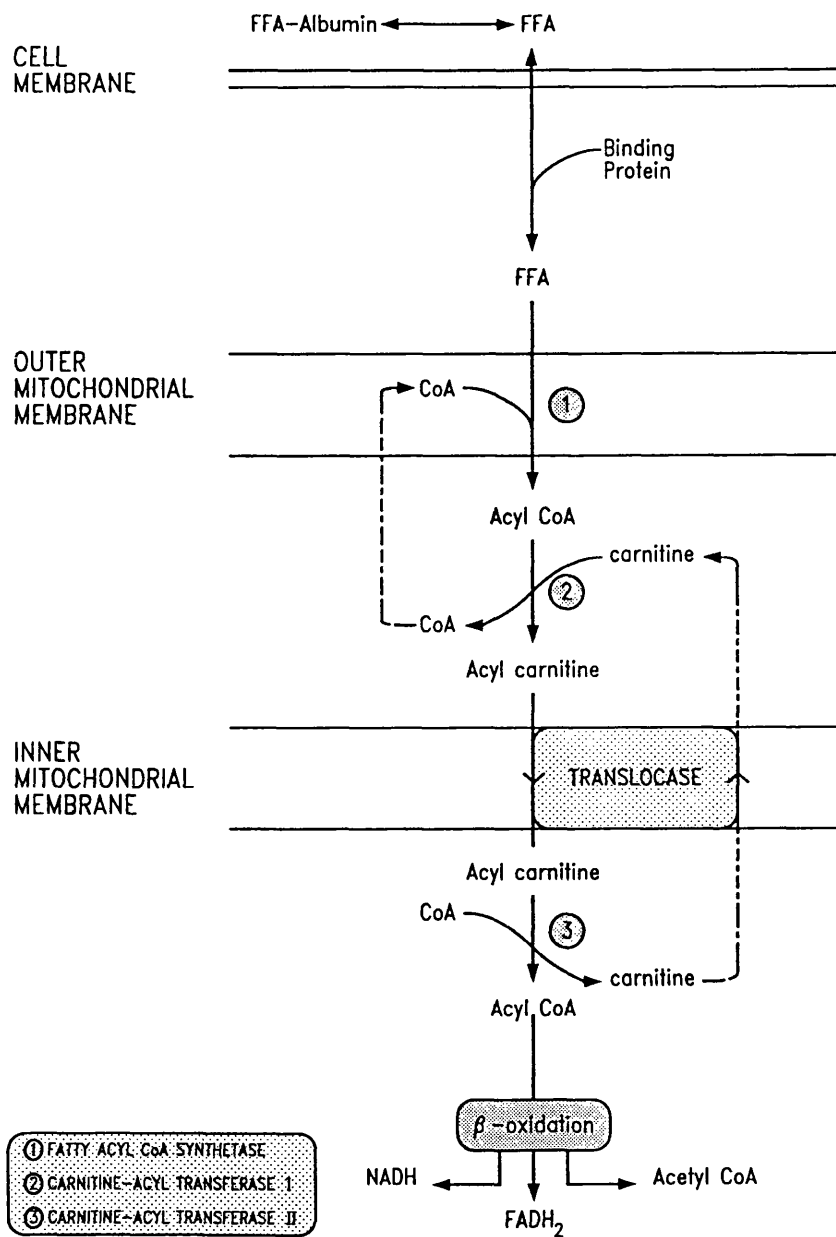 FFA-Albumin
FFA
CELL
MEMBRANE
Binding
Protein
FFA
OUTER
MITOCHONDRIAL
MEMBRANE
CoA
1
Acyl CoA
carnitine
2
CoA
Acyl carnitine
INNER
MITOCHONDRIAL
MEMBRANE
TRANSLOCASE
Acyl carnitine
CoA
3
carnitine
Acyl CoA
β-oxidation
NADH
Acetyl CoA
FADH₂
① FATTY ACYL CoA SYNTHETASE
② CARNITINE-ACYL TRANSFERASE I
③ CARNITINE-ACYL TRANSFERASE II